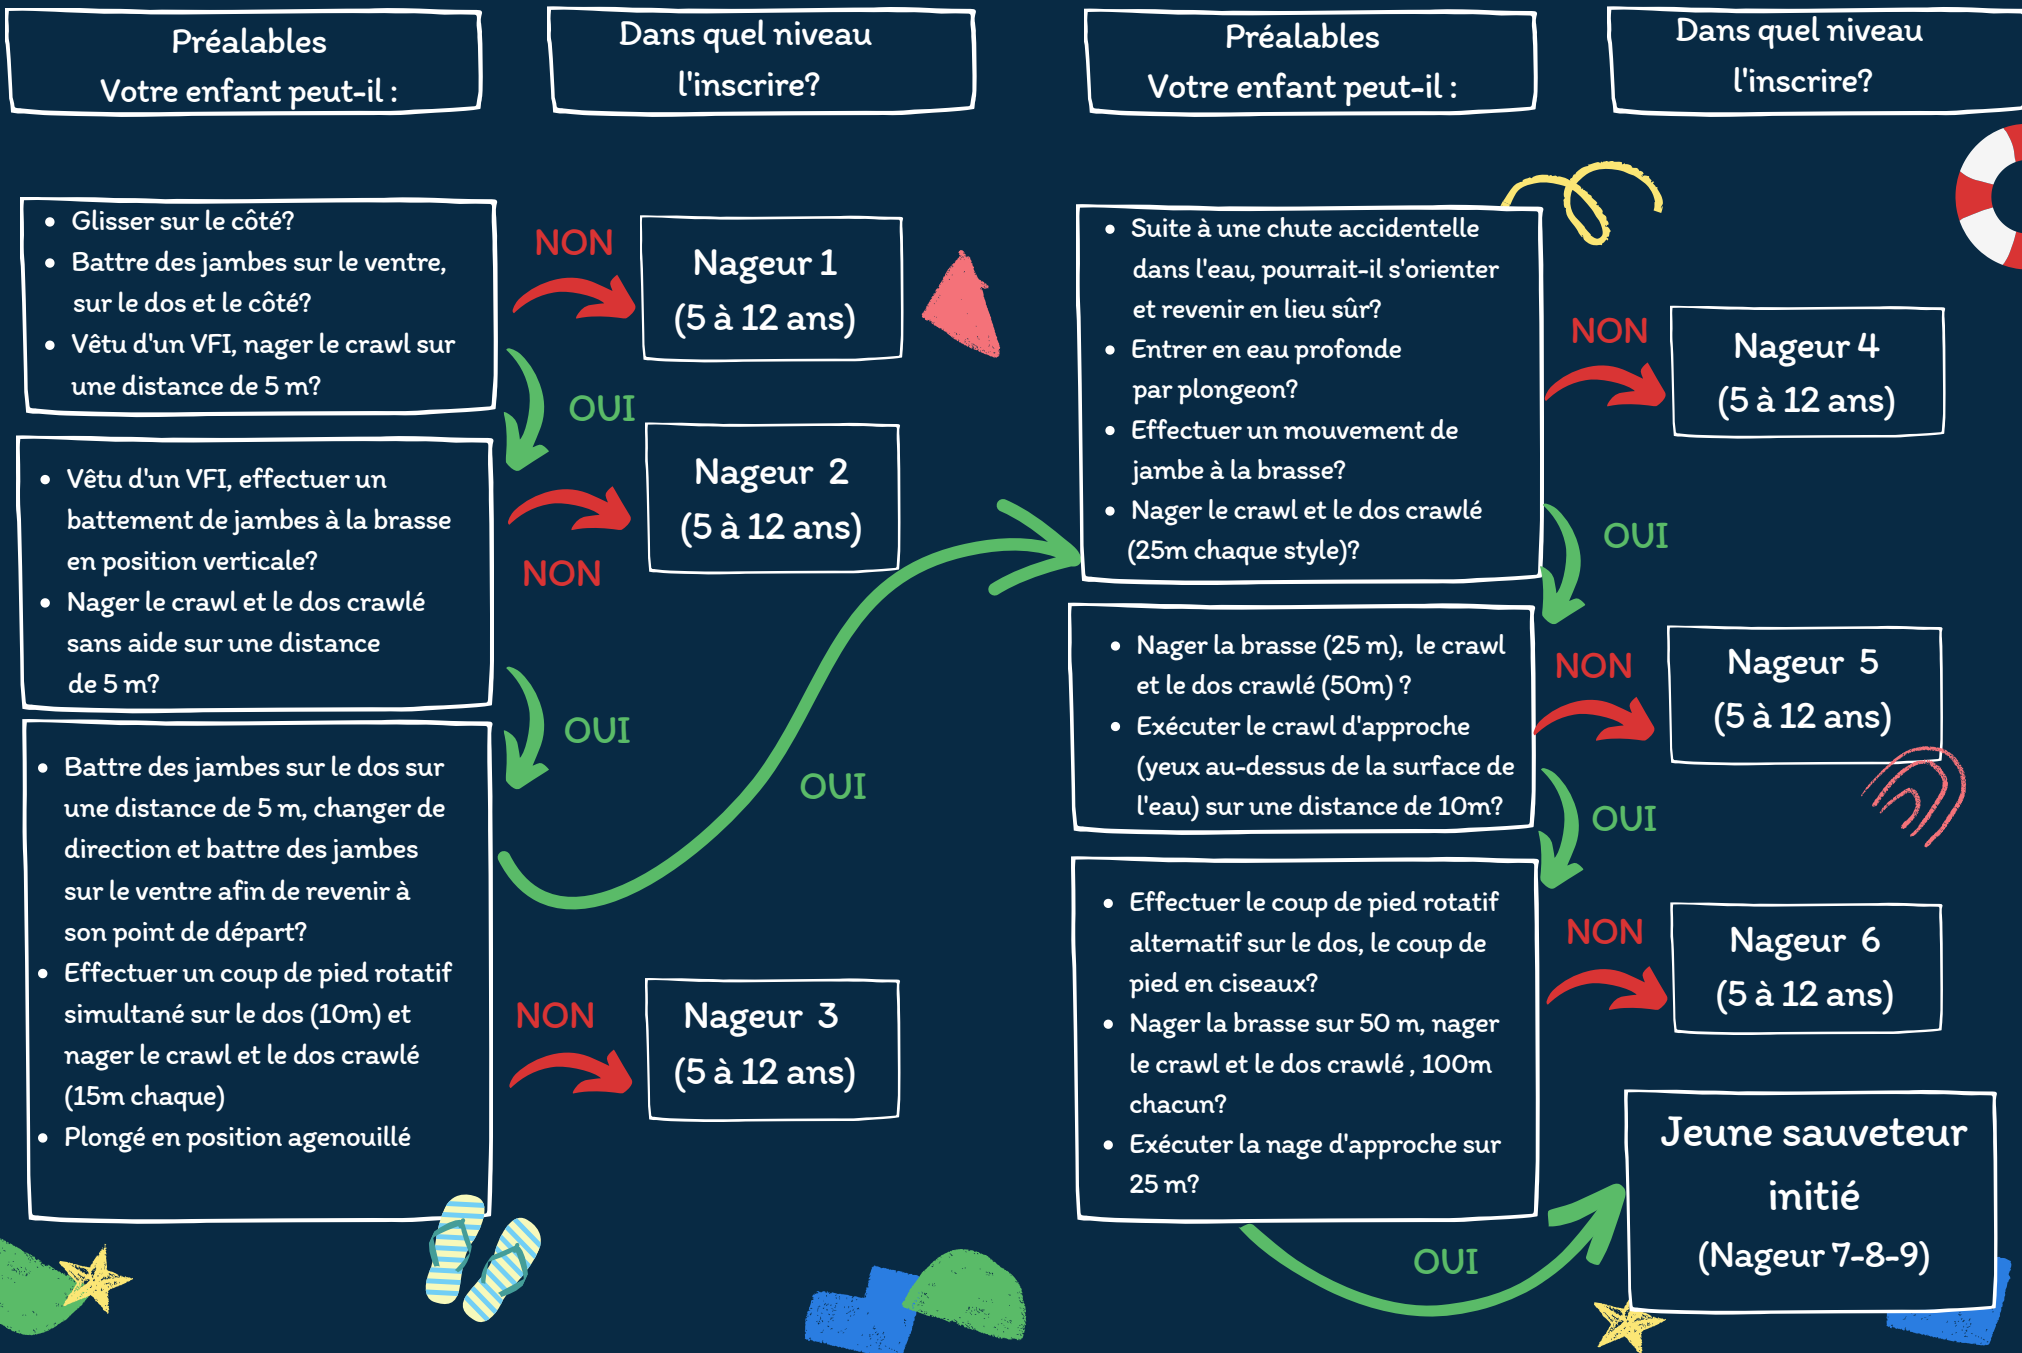 Préalables
Votre enfant peut-il :
Dans quel niveau
l'inscrire?
• Glisser sur le côté?
• Battre des jambes sur le ventre,
sur le dos et le côté?
• Vêtu d'un VFI, nager le crawl sur
une distance de 5 m?
NON
Nageur 1
(5 à 12 ans)
OUI
• Vêtu d'un VFI, effectuer un
battement de jambes à la brasse
en position verticale?
• Nager le crawl et le dos crawlé
sans aide sur une distance
de 5 m?
NON
Nageur 2
(5 à 12 ans)
OUI
• Battre des jambes sur le dos sur
une distance de 5 m, changer de
direction et battre des jambes
sur le ventre afin de revenir à
son point de départ?
• Effectuer un coup de pied rotatif
simultané sur le dos (10m) et
nager le crawl et le dos crawlé
(15m chaque)
• Plongé en position agenouillé
NON
Nageur 3
(5 à 12 ans)
OUI
Préalables
Votre enfant peut-il :
Dans quel niveau
l'inscrire?
• Suite à une chute accidentelle
dans l'eau, pourrait-il s'orienter
et revenir en lieu sûr?
• Entrer en eau profonde
par plongeon?
• Effectuer un mouvement de
jambe à la brasse?
• Nager le crawl et le dos crawlé
(25m chaque style)?
NON
Nageur 4
(5 à 12 ans)
OUI
• Nager la brasse (25 m), le crawl
et le dos crawlé (50m) ?
• Exécuter le crawl d'approche
(yeux au-dessus de la surface de
l'eau) sur une distance de 10m?
NON
Nageur 5
(5 à 12 ans)
OUI
• Effectuer le coup de pied rotatif
alternatif sur le dos, le coup de
pied en ciseaux?
• Nager la brasse sur 50 m, nager
le crawl et le dos crawlé , 100m
chacun?
• Exécuter la nage d'approche sur
25 m?
NON
Nageur 6
(5 à 12 ans)
OUI
Jeune sauveteur
initié
(Nageur 7-8-9)